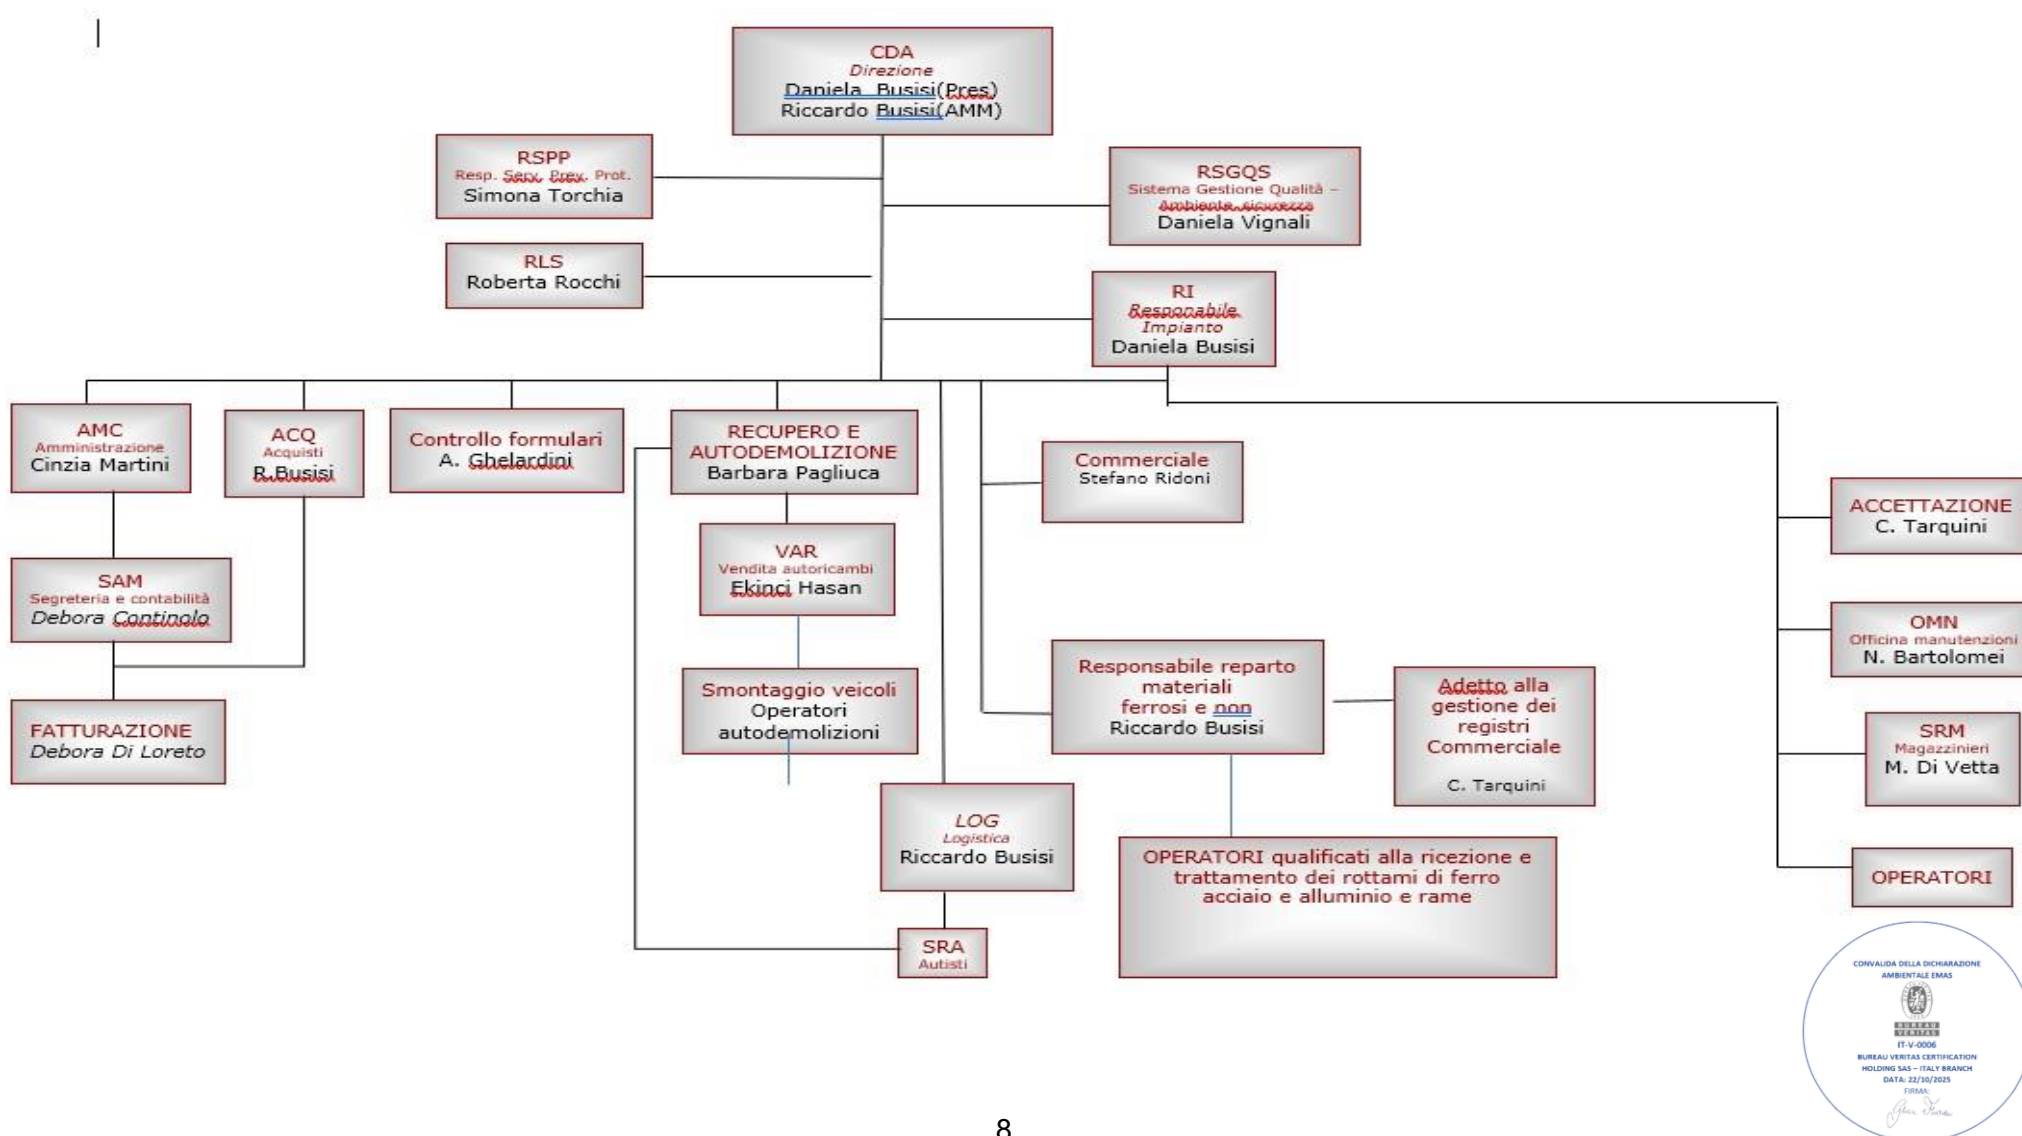 CDA
Direzione
Daniela Busisi(Pres)
Riccardo Busisi(AMM)
RSPP
Resp. Serv. Prev. Prot.
Simona Torchia
RSGQS
Sistema Gestione Qualità –
Ambiente sicurezza
Daniela Vignali
RLS
Roberta Rocchi
RI
Responabile
Impianto
Daniela Busisi
AMC
Amministrazione
Cinzia Martini
ACQ
Acquisti
R.Busisi
Controllo formulari
A. Ghelardini
RECUPERO E
AUTODEMOLIZIONE
Barbara Pagliuca
Commerciale
Stefano Ridoni
ACCETTAZIONE
C. Tarquini
SAM
Segreteria e contabilità
Debora Continolo
VAR
Vendita autoricambi
Ekinci Hasan
OMN
Officina manutenzioni
N. Bartolomei
FATTURAZIONE
Debora Di Loreto
Smontaggio veicoli
Operatori
autodemolizioni
Responsabile reparto
materiali
ferrosi e non
Riccardo Busisi
Adetto alla
gestione dei
registri
Commerciale
C. Tarquini
SRM
Magazzinieri
M. Di Vetta
LOG
Logistica
Riccardo Busisi
OPERATORI qualificati alla ricezione e
trattamento dei rottami di ferro
acciaio e alluminio e rame
OPERATORI
SRA
Autisti
CONVALIDA DELLA DICHIARAZIONE
AMBIENTALE EMAS
BUREAU
VERITAS
IT-V-0006
BUREAU VERITAS CERTIFICATION
HOLDING SAS – ITALY BRANCH
DATA: 22/10/2025
FIRMA:
8